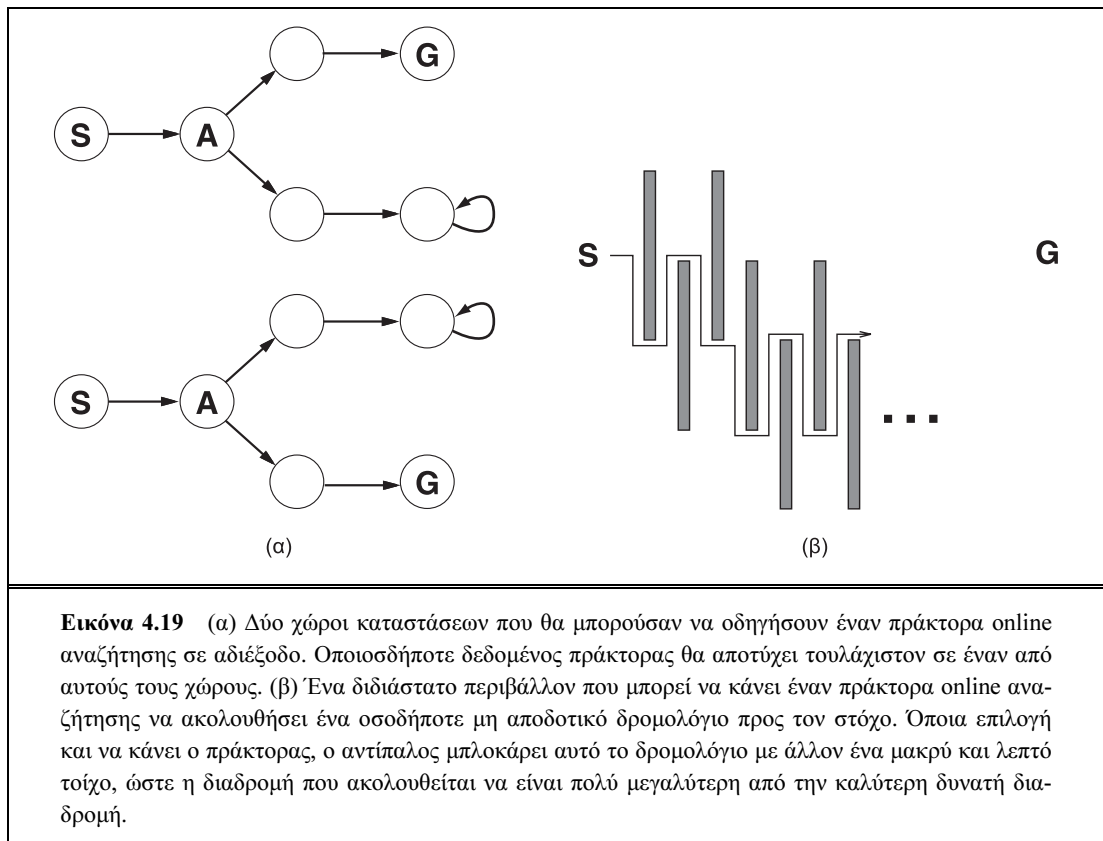 G
S A
S G
A
S A
G
(α) (β)
Εικόνα 4.19 (α) Δύο χώροι καταστάσεων που θα μπορούσαν να οδηγήσουν έναν πράκτορα online
αναζήτησης σε αδιέξοδο. Οποιοσδήποτε δεδομένος πράκτορας θα αποτύχει τουλάχιστον σε έναν από
αυτούς τους χώρους. (β) Ένα διδιάστατο περιβάλλον που μπορεί να κάνει έναν πράκτορα online ανα-
ζήτησης να ακολουθήσει ένα οσοδήποτε μη αποδοτικό δρομολόγιο προς τον στόχο. Όποια επιλογή
και να κάνει ο πράκτορας, ο αντίπαλος μπλοκάρει αυτό το δρομολόγιο με άλλον ένα μακρύ και λεπτό
τοίχο, ώστε η διαδρομή που ακολουθείται να είναι πολύ μεγαλύτερη από την καλύτερη δυνατή δια-
δρομή.